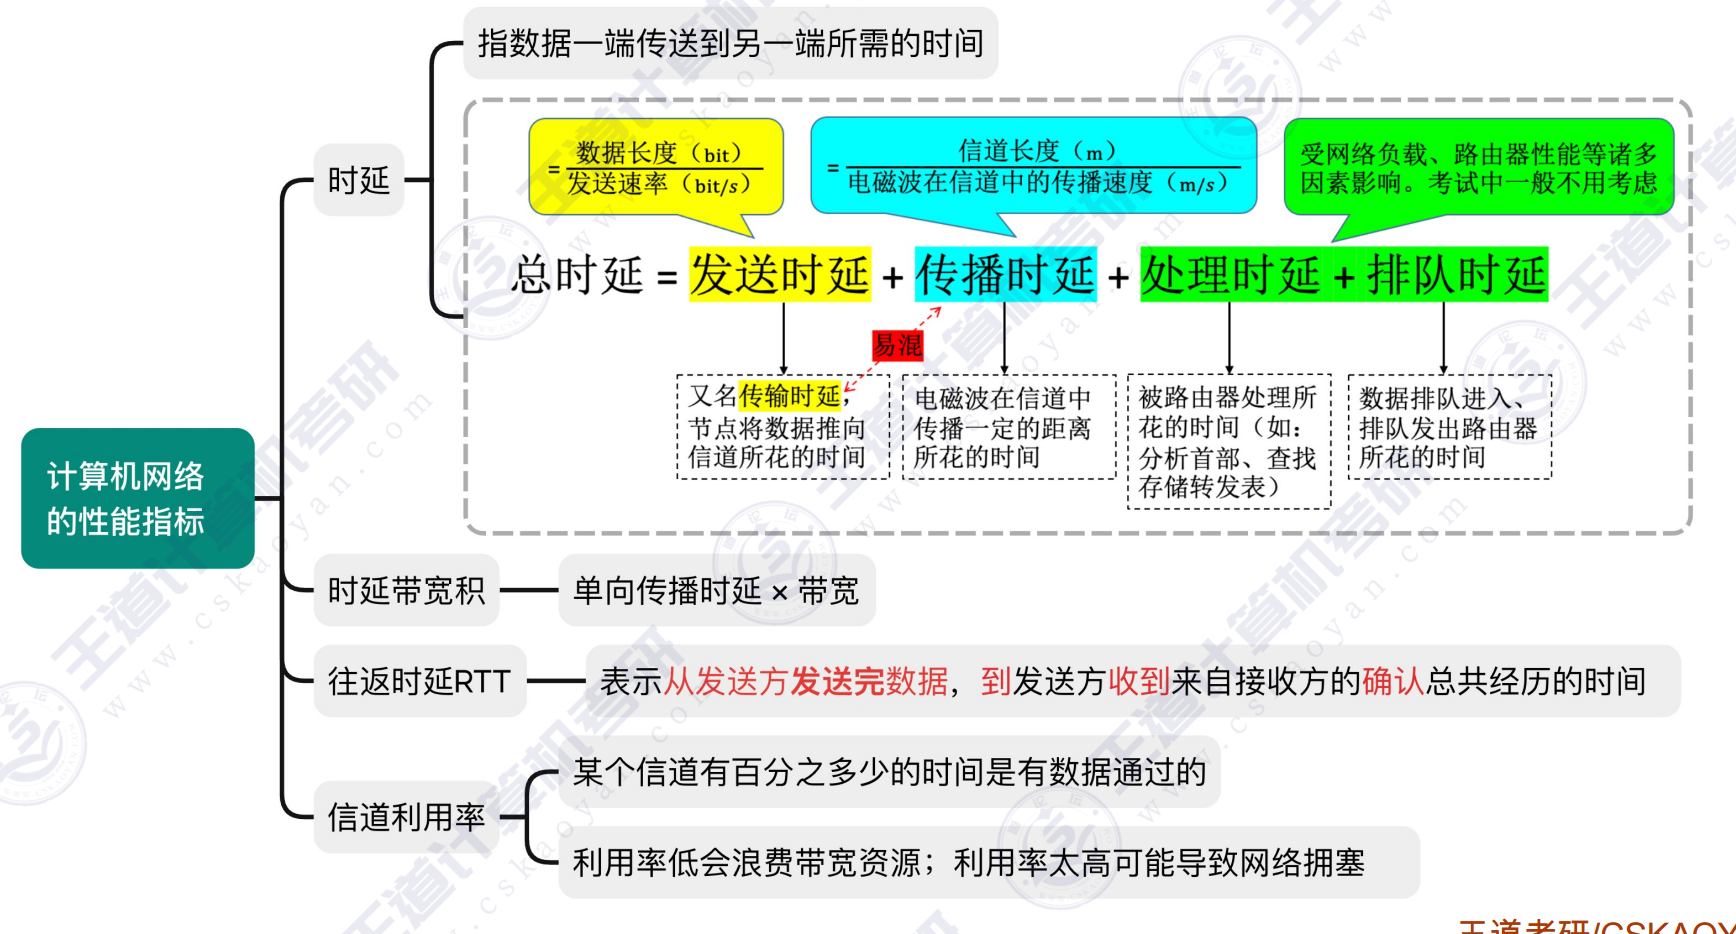 指数据一端传送到另一端所需的时间
= 数据长度（bit）
发送速率（bit/s）
= 信道长度（m）
电磁波在信道中的传播速度（m/s）
受网络负载、路由器性能等诸多
因素影响。考试中一般不用考虑
时延
总时延 = 发送时延 + 传播时延 + 处理时延 + 排队时延
易混
又名传输时延，
节点将数据推向
信道所花的时间
电磁波在信道中
传播一定的距离
所花的时间
被路由器处理所
花的时间（如：
分析首部、查找
存储转发表）
数据排队进入、
排队发出路由器
所花的时间
计算机网络
的性能指标
时延带宽积
单向传播时延 × 带宽
往返时延RTT
表示从发送方发送完数据，到发送方收到来自接收方的确认总共经历的时间
信道利用率
某个信道有百分之多少的时间是有数据通过的
利用率低会浪费带宽资源；利用率太高可能导致网络拥塞
王道考研/CSKAOY
王道计算机考研
www.cskaoyan.com